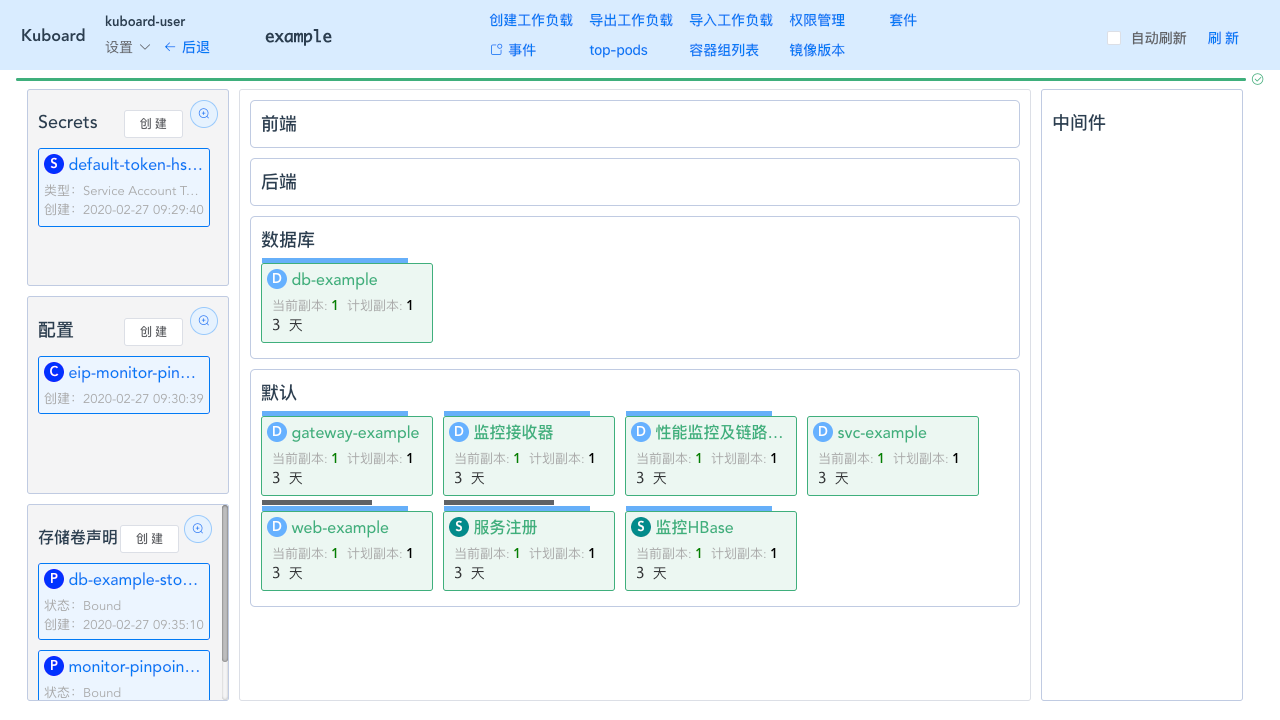 Kuboard
kuboard-user
设置
← 后退
example
创建工作负载 导出工作负载 导入工作负载 权限管理 套件
事件 top-pods 容器组列表 镜像版本
自动刷新 刷 新
Secrets 创 建
S default-token-hs...
类型：Service Account T...
创建：2020-02-27 09:29:40
配置 创 建
C eip-monitor-pin...
创建：2020-02-27 09:30:39
存储卷声明 创 建
P db-example-sto...
状态：Bound
创建：2020-02-27 09:35:10
P monitor-pinpoin...
状态：Bound
前端
后端
数据库
D db-example
当前副本: 1 计划副本: 1
3 天
默认
D gateway-example
当前副本: 1 计划副本: 1
3 天
D 监控接收器
当前副本: 1 计划副本: 1
3 天
D 性能监控及链路...
当前副本: 1 计划副本: 1
3 天
D svc-example
当前副本: 1 计划副本: 1
3 天
D web-example
当前副本: 1 计划副本: 1
3 天
S 服务注册
当前副本: 1 计划副本: 1
3 天
S 监控HBase
当前副本: 1 计划副本: 1
3 天
中间件